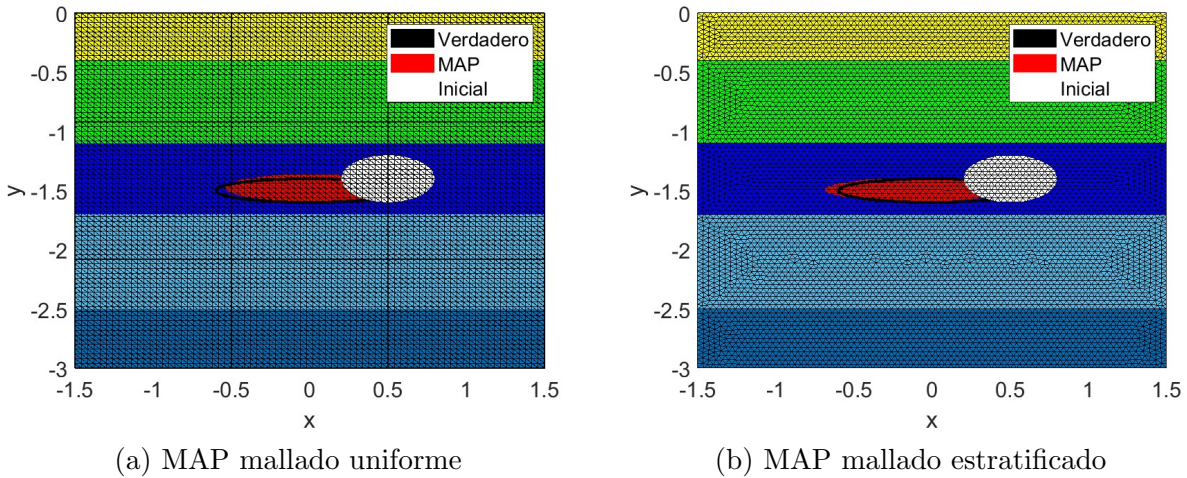 0
-0.5
-1
-1.5
-2
-2.5
-3
y
-1.5 -1 -0.5 0 0.5 1 1.5
x
Verdadero
MAP
Inicial
(a) MAP mallado uniforme
0
-0.5
-1
-1.5
-2
-2.5
-3
y
-1.5 -1 -0.5 0 0.5 1 1.5
x
Verdadero
MAP
Inicial
(b) MAP mallado estratificado